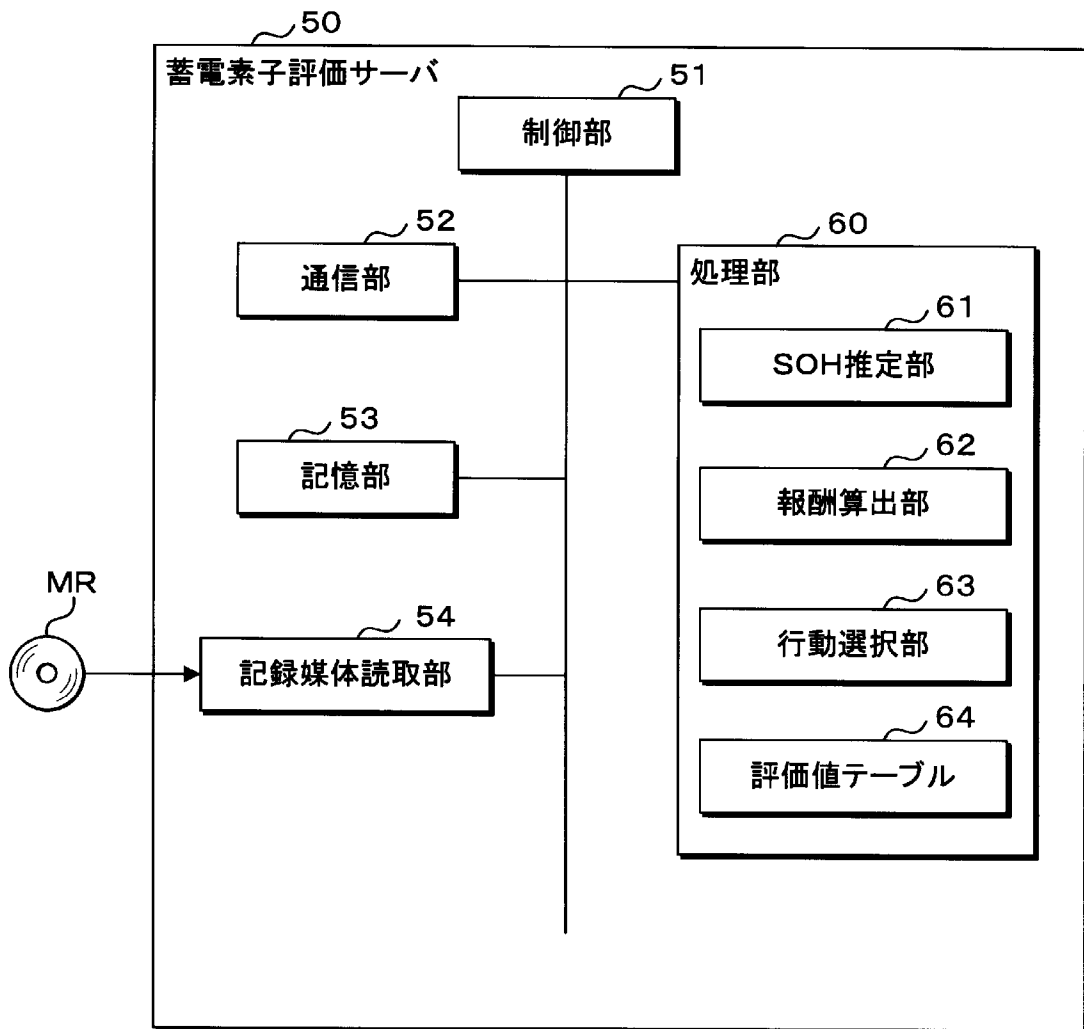 50
蓄電素子評価サーバ
51
制御部
52
通信部
60
処理部
61
SOH推定部
53
記憶部
62
報酬算出部
MR
54
記録媒体読取部
63
行動選択部
64
評価値テーブル